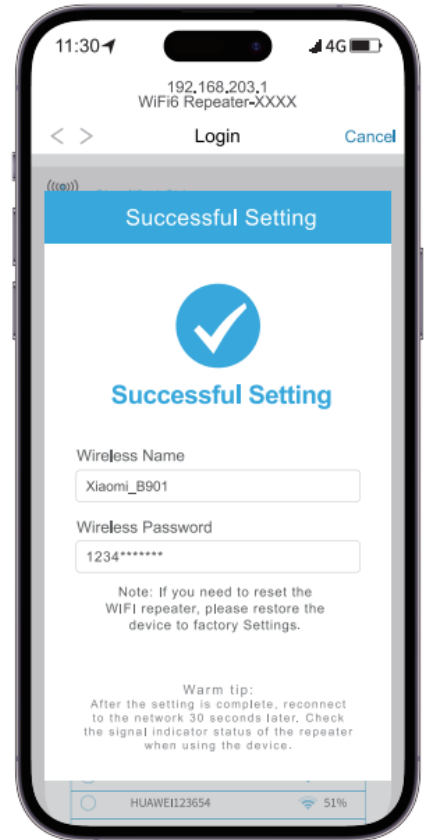 11:30
4G
192.168.203.1
WiFi6 Repeater-XXXX
< > Login Cancel
Successful Setting
Successful Setting
Wireless Name
Xiaomi_B901
Wireless Password
1234*******
Note: If you need to reset the
WIFI repeater, please restore the
device to factory Settings.
Warm tip:
After the setting is complete, reconnect
to the network 30 seconds later. Check
the signal indicator status of the repeater
when using the device.
HUAWEI123654 51%